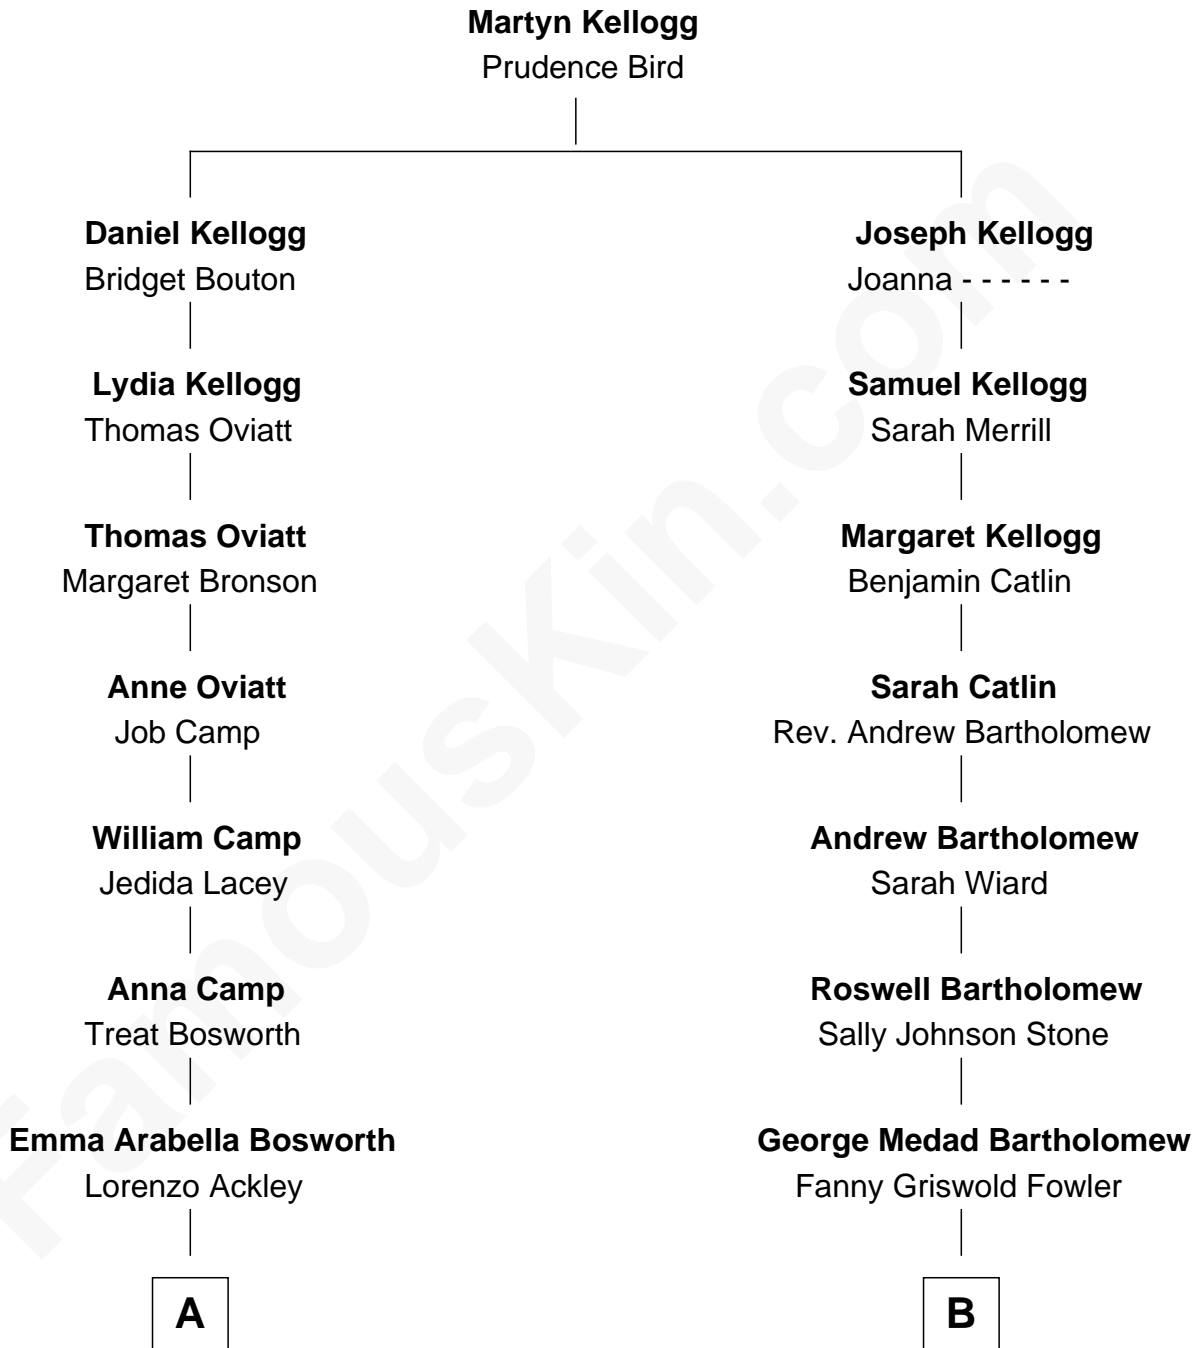 Martyn Kellogg
Prudence Bird
Daniel Kellogg
Bridget Bouton
Joseph Kellogg
Joanna - - - - - -
Lydia Kellogg
Thomas Oviatt
Samuel Kellogg
Sarah Merrill
Thomas Oviatt
Margaret Bronson
Margaret Kellogg
Benjamin Catlin
Anne Oviatt
Job Camp
Sarah Catlin
Rev. Andrew Bartholomew
William Camp
Jedida Lacey
Andrew Bartholomew
Sarah Wiard
Anna Camp
Treat Bosworth
Roswell Bartholomew
Sally Johnson Stone
Emma Arabella Bosworth
Lorenzo Ackley
George Medad Bartholomew
Fanny Griswold Fowler
A
B
FamousKin.com